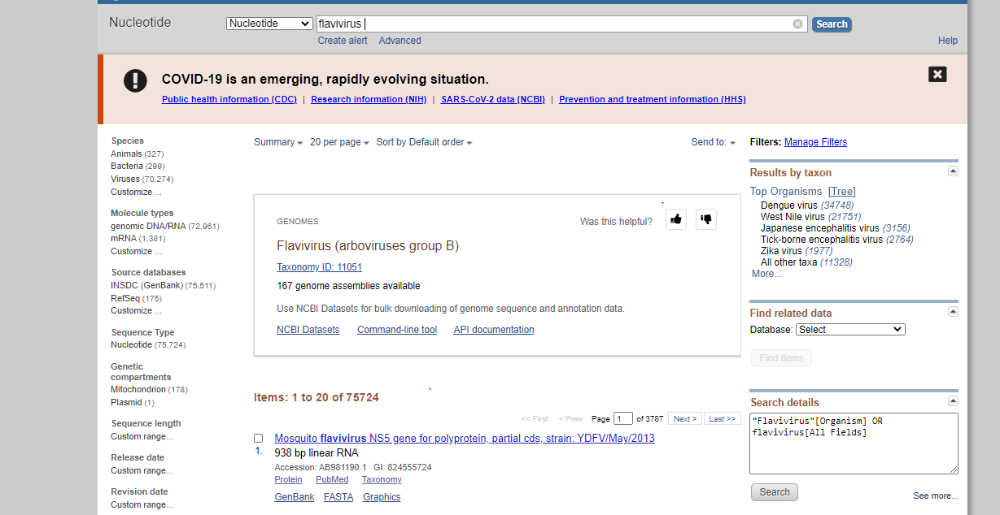 Nucleotide
Nucleotide
flavivirus
Search
Create alert Advanced
Help
COVID-19 is an emerging, rapidly evolving situation.
Public health information (CDC) | Research information (NIH) | SARS-CoV-2 data (NCBI) | Prevention and treatment information (HHS)
Species
Animals (327)
Bacteria (299)
Viruses (70,274)
Customize ...
Molecule types
genomic DNA/RNA (72,961)
mRNA (1,381)
Customize ...
Source databases
INSDC (GenBank) (75,511)
RefSeq (175)
Customize ...
Sequence Type
Nucleotide (75,724)
Genetic
compartments
Mitochondrion (178)
Plasmid (1)
Sequence length
Custom range...
Release date
Custom range...
Revision date
Custom range...
Summary 20 per page Sort by Default order
Send to:
GENOMES
Was this helpful?
Flavivirus (arboviruses group B)
Taxonomy ID: 11051
167 genome assemblies available
Use NCBI Datasets for bulk downloading of genome sequence and annotation data.
NCBI Datasets Command-line tool API documentation
Items: 1 to 20 of 75724
<< First < Prev Page 1 of 3787 Next > Last >>
Mosquito flavivirus NS5 gene for polyprotein, partial cds, strain: YDFV/May/2013
1. 938 bp linear RNA
Accession: AB981190.1 GI: 824555724
Protein PubMed Taxonomy
GenBank FASTA Graphics
Filters: Manage Filters
Results by taxon
Top Organisms [Tree]
Dengue virus (34748)
West Nile virus (21751)
Japanese encephalitis virus (3156)
Tick-borne encephalitis virus (2764)
Zika virus (1977)
All other taxa (11328)
More...
Find related data
Database: Select
Find items
Search details
"Flavivirus"[Organism] OR
flavivirus[All Fields]
Search
See more...